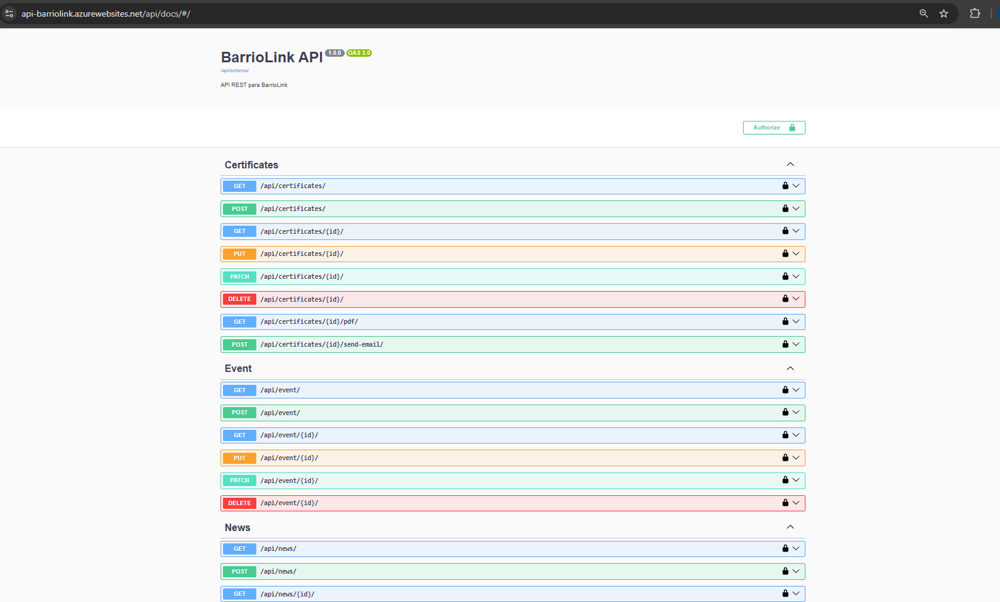 api-barriolink.azurewebsites.net/api/docs/#/
BarrioLink API 1.0.0 OAS 3.0
/api/schema/
API REST para BarrioLink
Authorize
Certificates
GET /api/certificates/
POST /api/certificates/
GET /api/certificates/{id}/
PUT /api/certificates/{id}/
PATCH /api/certificates/{id}/
DELETE /api/certificates/{id}/
GET /api/certificates/{id}/pdf/
POST /api/certificates/{id}/send-email/
Event
GET /api/event/
POST /api/event/
GET /api/event/{id}/
PUT /api/event/{id}/
PATCH /api/event/{id}/
DELETE /api/event/{id}/
News
GET /api/news/
POST /api/news/
GET /api/news/{id}/